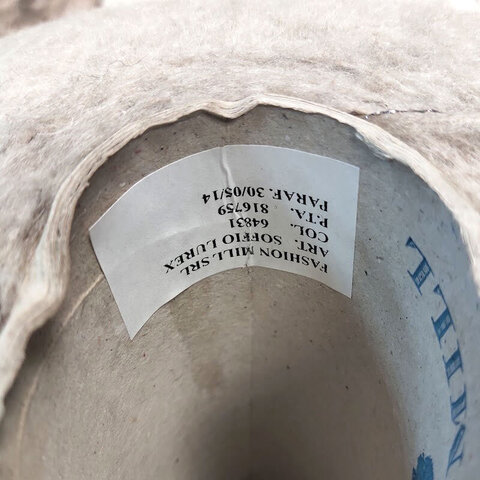 FASHION MILL SRL
ART. SOFFIO LUREX
COL. 64831
P.TA. 816759
PARAF. 30/05/14